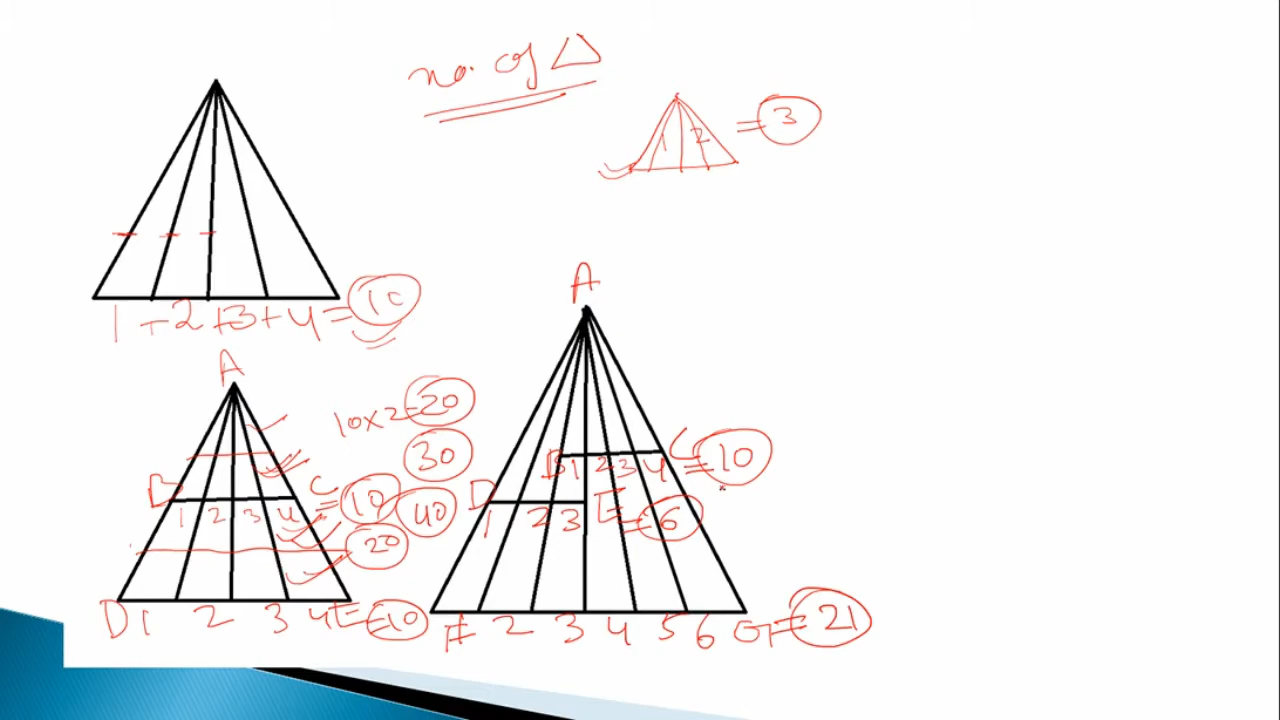 no. of △
1 2 = 3
1+2+3+4 = 10
A
10×2=20
30
B C
1 2 3 4 = 10
40
20
D 1 2 3 4 E = 10
A
B 1 2 3 4 C = 10
D E
1 2 3 = 6
F 2 3 4 5 6 G = 21